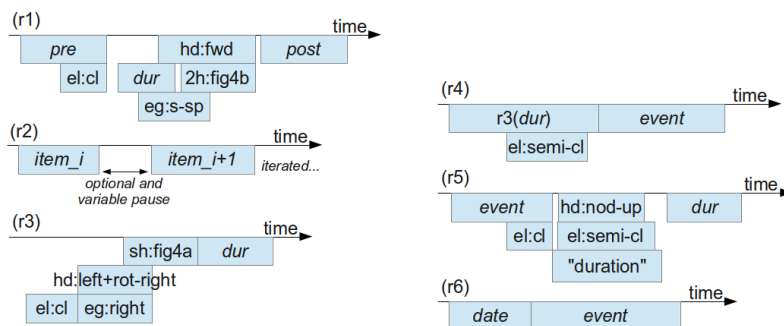 (r1)
time
pre
hd:fwd
post
el:cl
dur
2h:fig4b
eg:s-sp
(r2)
time
item_i
item_i+1
iterated...
optional and
variable pause
(r3)
time
sh:fig4a
dur
hd:left+rot-right
el:cl
eg:right
(r4)
time
r3(dur)
event
el:semi-cl
(r5)
time
event
hd:nod-up
dur
el:cl
el:semi-cl
"duration"
(r6)
time
date
event